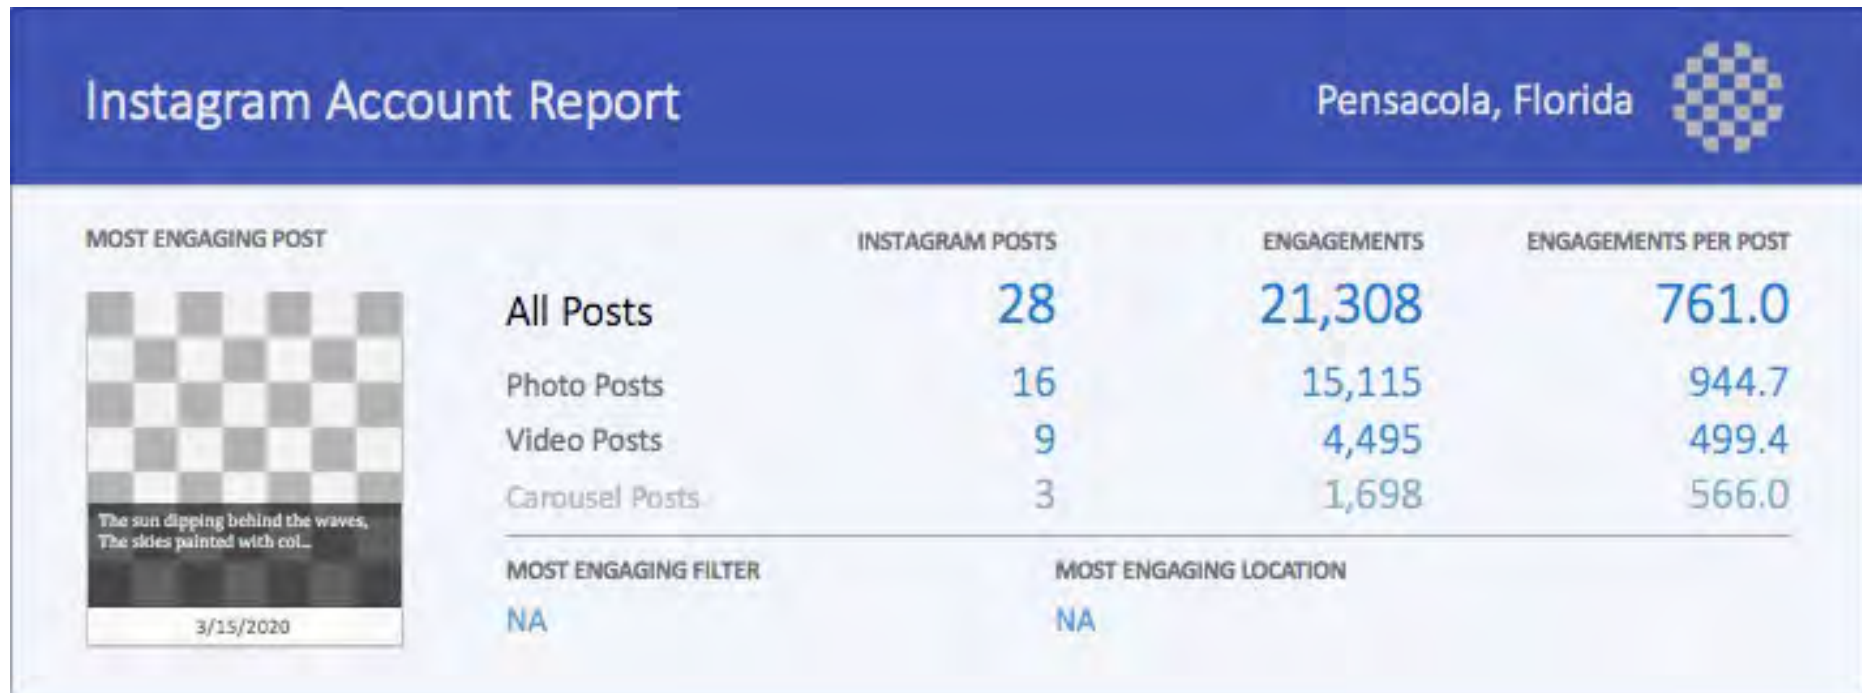 Instagram Account Report
Pensacola, Florida
MOST ENGAGING POST
INSTAGRAM POSTS ENGAGEMENTS ENGAGEMENTS PER POST
All Posts 28 21,308 761.0
Photo Posts 16 15,115 944.7
Video Posts 9 4,495 499.4
Carousel Posts 3 1,698 566.0
The sun dipping behind the waves,
The skies painted with col...
3/15/2020
MOST ENGAGING FILTER
NA
MOST ENGAGING LOCATION
NA